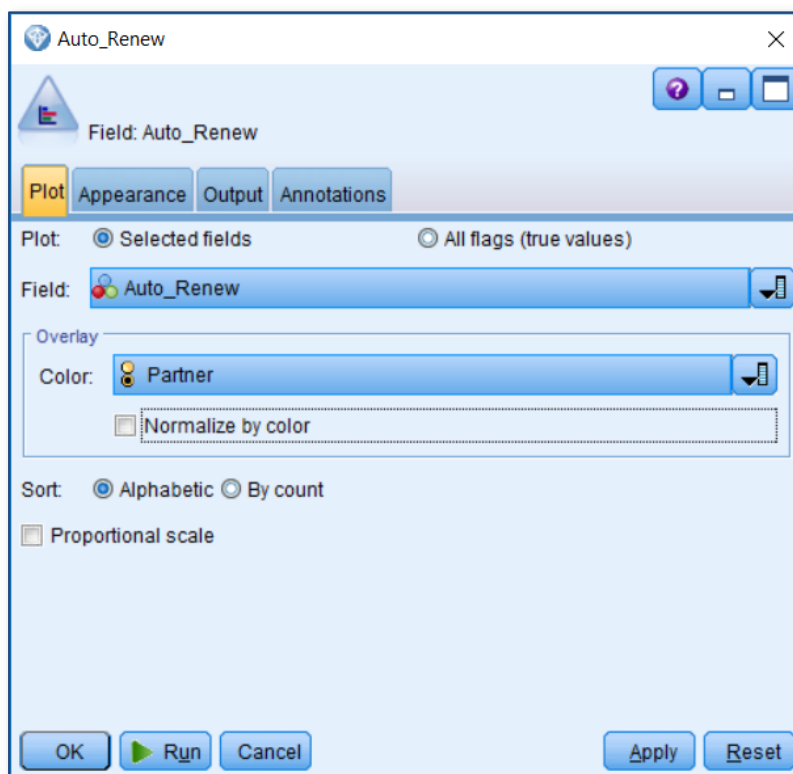 Auto_Renew
Field: Auto_Renew
Plot Appearance Output Annotations
Plot: Selected fields All flags (true values)
Field: Auto_Renew
Overlay
Color: Partner
Normalize by color
Sort: Alphabetic By count
Proportional scale
OK Run Cancel Apply Reset